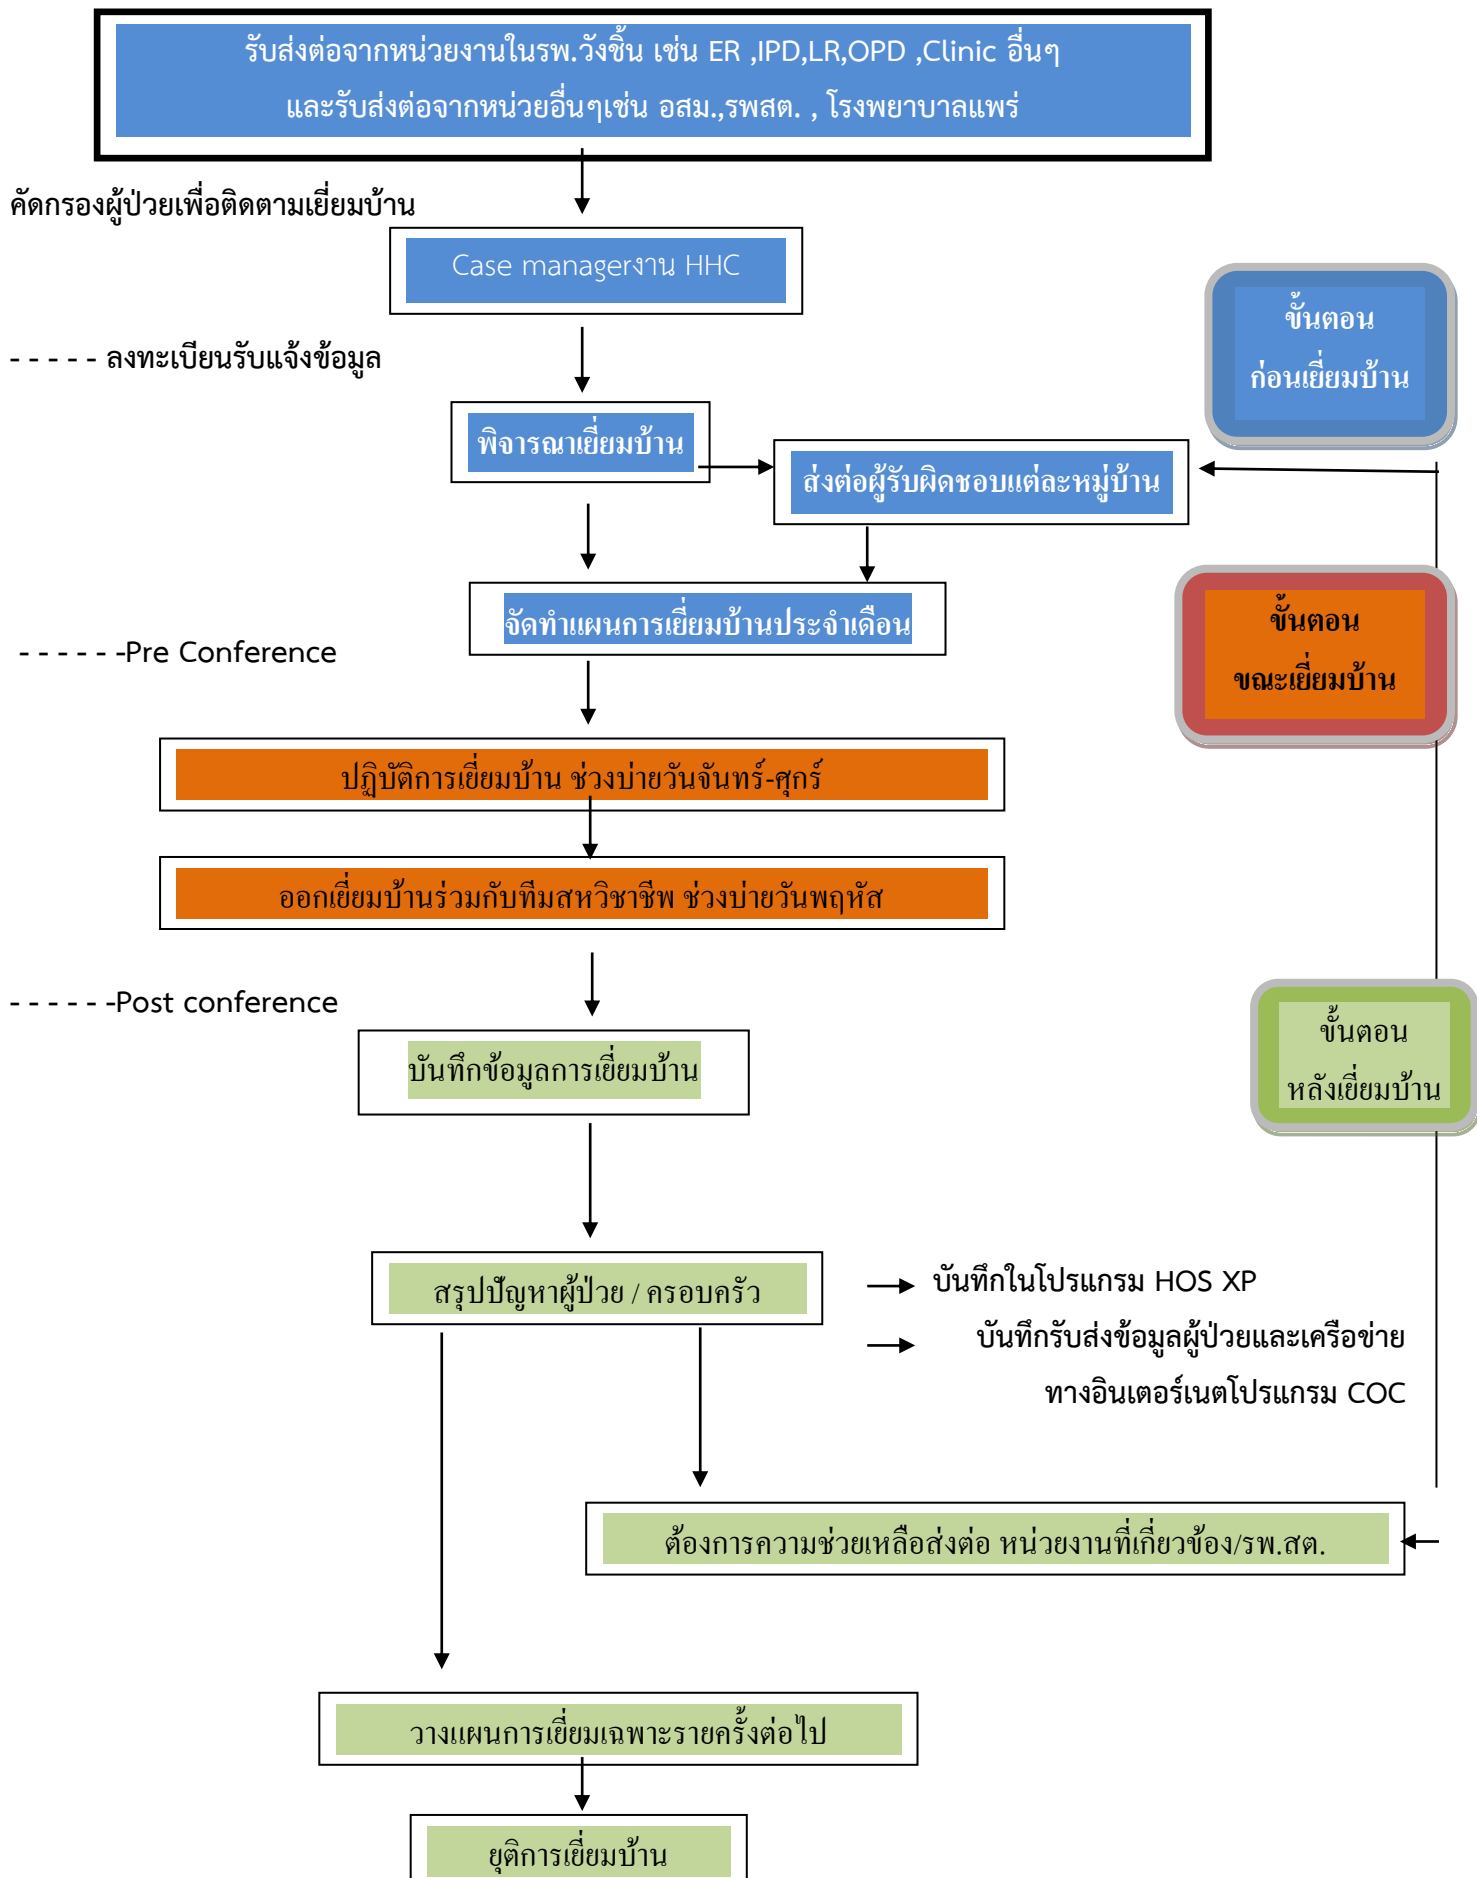 รับส่งต่อจากหน่วยงานในรพ.วังชิ้น เช่น ER ,IPD,LR,OPD ,Clinic อื่นๆ
และรับส่งต่อจากหน่วยอื่นๆเช่น อสม.,รพสต. , โรงพยาบาลแพร่
คัดกรองผู้ป่วยเพื่อติดตามเยี่ยมบ้าน
Case managerงาน HHC
ขั้นตอน
ก่อนเยี่ยมบ้าน
- - - - - ลงทะเบียนรับแจ้งข้อมูล
พิจารณาเยี่ยมบ้าน
ส่งต่อผู้รับผิดชอบแต่ละหมู่บ้าน
จัดทำแผนการเยี่ยมบ้านประจำเดือน
ขั้นตอน
ขณะเยี่ยมบ้าน
- - - - - -Pre Conference
ปฏิบัติการเยี่ยมบ้าน ช่วงบ่ายวันจันทร์-ศุกร์
ออกเยี่ยมบ้านร่วมกับทีมสหวิชาชีพ ช่วงบ่ายวันพฤหัส
- - - - - -Post conference
ขั้นตอน
หลังเยี่ยมบ้าน
บันทึกข้อมูลการเยี่ยมบ้าน
สรุปปัญหาผู้ป่วย / ครอบครัว
บันทึกในโปรแกรม HOS XP
บันทึกรับส่งข้อมูลผู้ป่วยและเครือข่าย
ทางอินเตอร์เนตโปรแกรม COC
ต้องการความช่วยเหลือส่งต่อ หน่วยงานที่เกี่ยวข้อง/รพ.สต.
วางแผนการเยี่ยมเฉพาะรายครั้งต่อไป
ยุติการเยี่ยมบ้าน